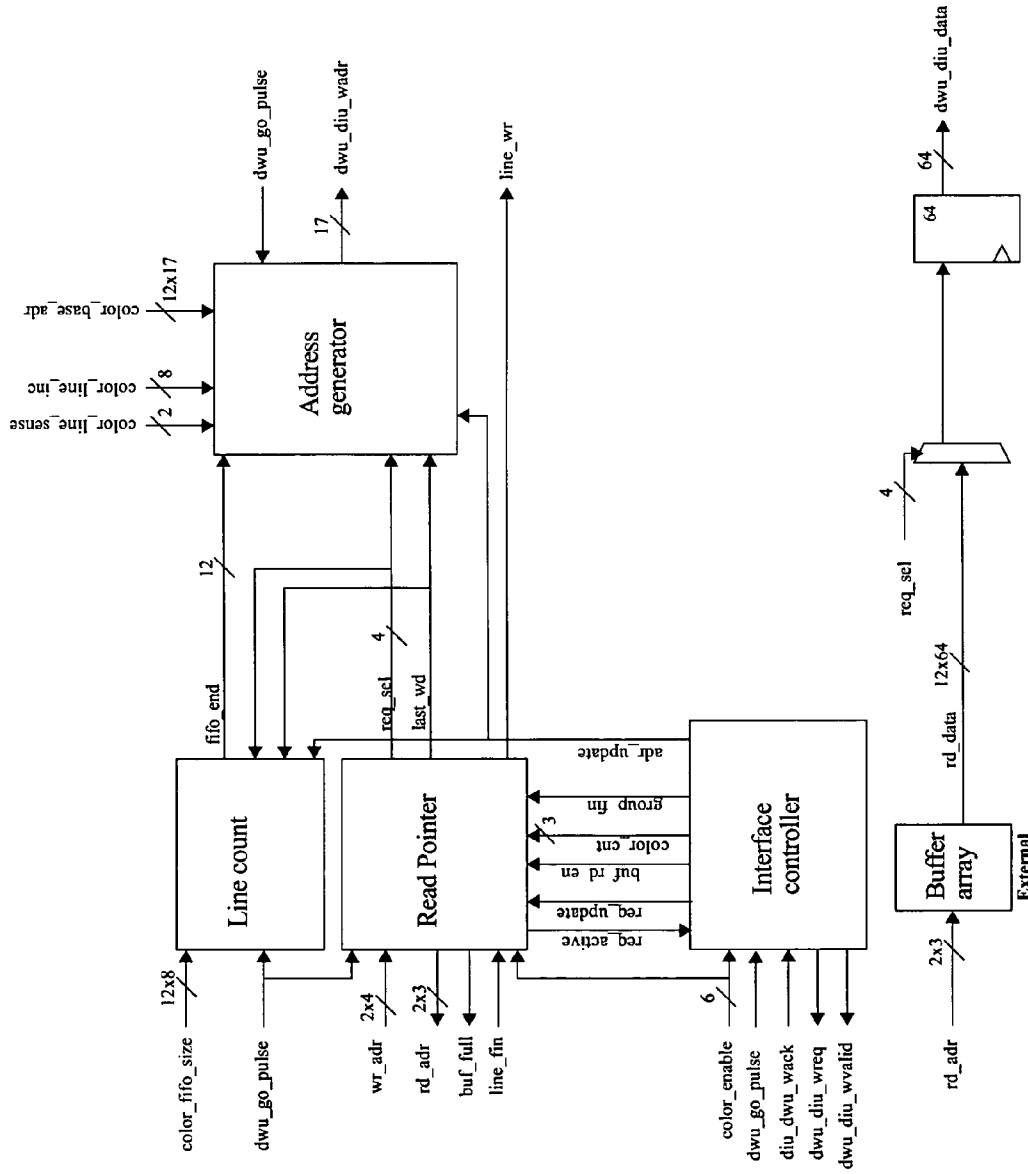 color_fifo_size
12x8
dwu_go_pulse
Line count
fifo_end
12
color_line_sense
2
color_line_inc
8
color_base_adr
12x17
Address
generator
dwu_go_pulse
17
dwu_diu_wadr
wr_adr
2x4
rd_adr
2x3
buf_full
line_fin
Read Pointer
req_sel
4
last_wd
line_wr
req_active
req_update
buf_rd_en
color_cnt
3
group_fin
adr_update
color_enable
6
dwu_go_pulse
diu_dwu_wack
dwu_diu_wreq
dwu_diu_wvalid
Interface
controller
rd_adr
2x3
Buffer
array
External
rd_data
12x64
req_sel
4
64
64
dwu_diu_data